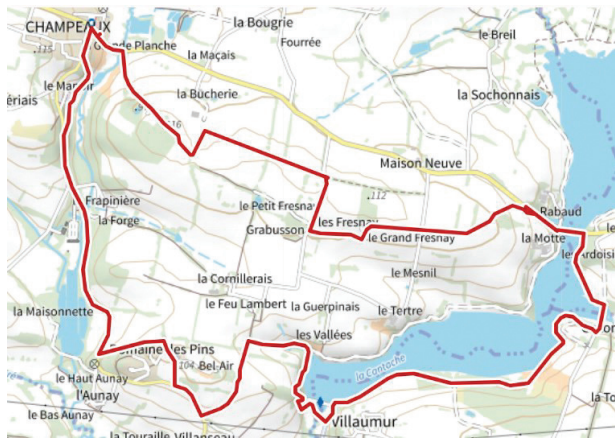 CHAMPEAUX
la Bougrie
le Breil
Fourrée
Grande Planche
115
la Maçais
la Sochonnais
le Manoir
ériais
la Bucherie
116
Maison Neuve
112
le Petit Fresnay
Rabaud
Frapinière
la Forge
les Fresnay
Grabusson
le Grand Fresnay
la Motte
le Mesnil
la Cornillerais
la Maisonnette
le Feu Lambert
la Guerpinais
le Tertre
les Vallées
Domaine des Pins
104
Bel-Air
la Cantache
le Haut Aunay
l'Aunay
le Bas Aunay
Villaumur
la Touraille
Villanseau